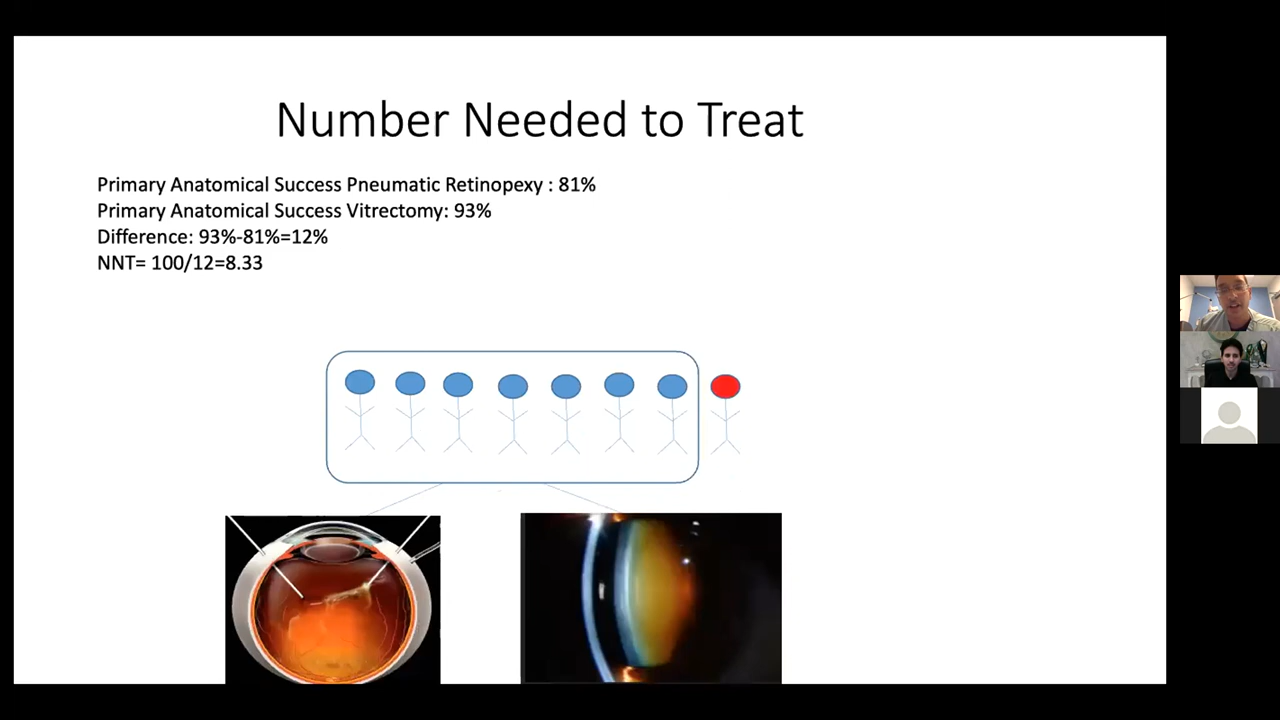 Number Needed to Treat
Primary Anatomical Success Pneumatic Retinopexy : 81%
Primary Anatomical Success Vitrectomy: 93%
Difference: 93%-81%=12%
NNT= 100/12=8.33